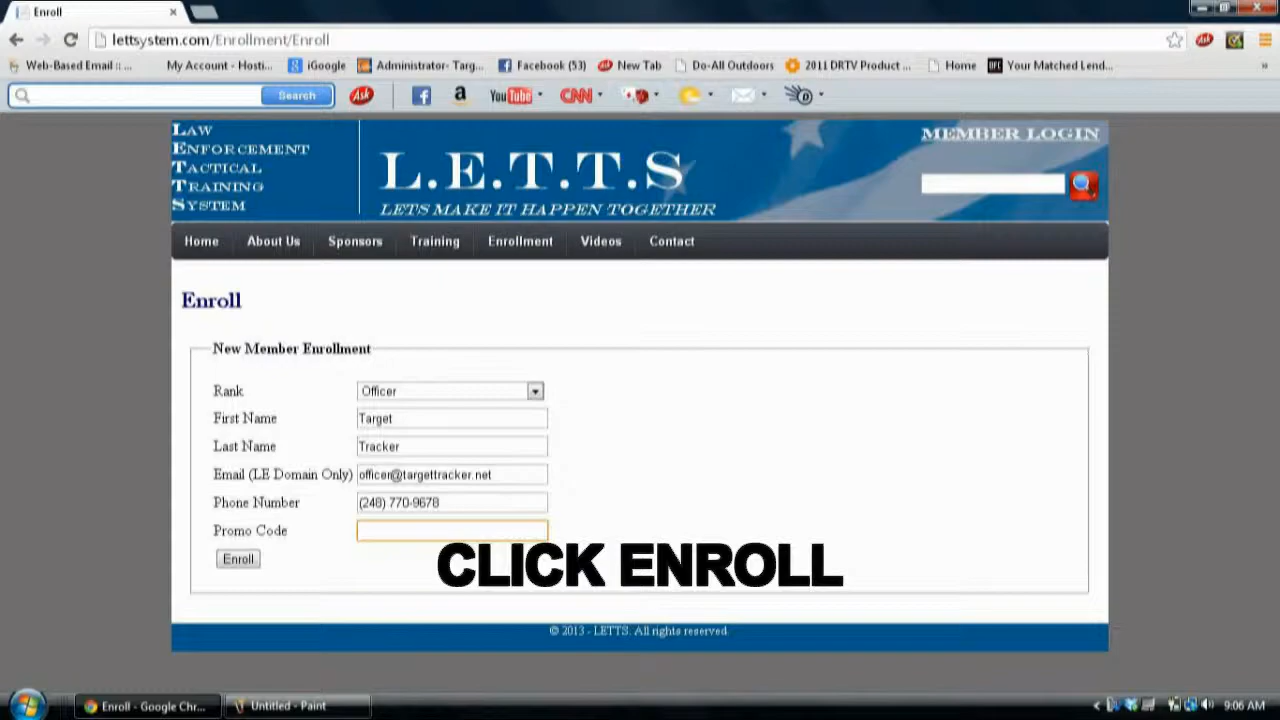 Enroll
lettsystem.com/Enrollment/Enroll
Web-Based Email :: ... My Account - Hosti... iGoogle Administrator- Targ... Facebook (53) New Tab Do-All Outdoors 2011 DRTV Product ... Home Your Matched Lend... »
Search Ask f a YouTube CNN
LAW
ENFORCEMENT
TACTICAL
TRAINING
SYSTEM
L.E.T.T.S
LETS MAKE IT HAPPEN TOGETHER
MEMBER LOGIN
Home About Us Sponsors Training Enrollment Videos Contact
Enroll
New Member Enrollment
Rank Officer
First Name Target
Last Name Tracker
Email (LE Domain Only) officer@targettracker.net
Phone Number (248) 770-9678
Promo Code
Enroll
CLICK ENROLL
© 2013 - LETTS. All rights reserved.
Enroll - Google Chr... Untitled - Paint 9:06 AM